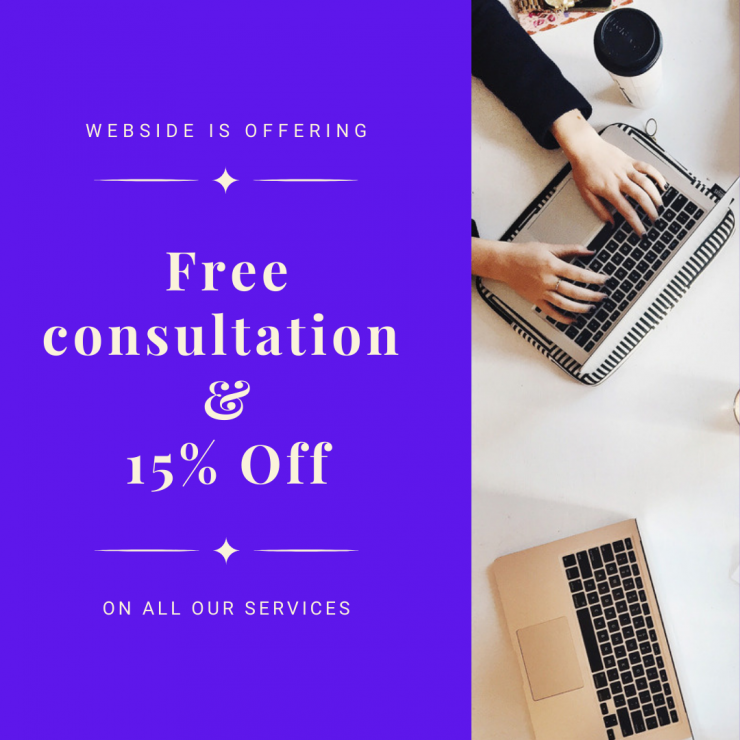 WEBSIDE IS OFFERING
Free
consultation
&
15% Off
ON ALL OUR SERVICES